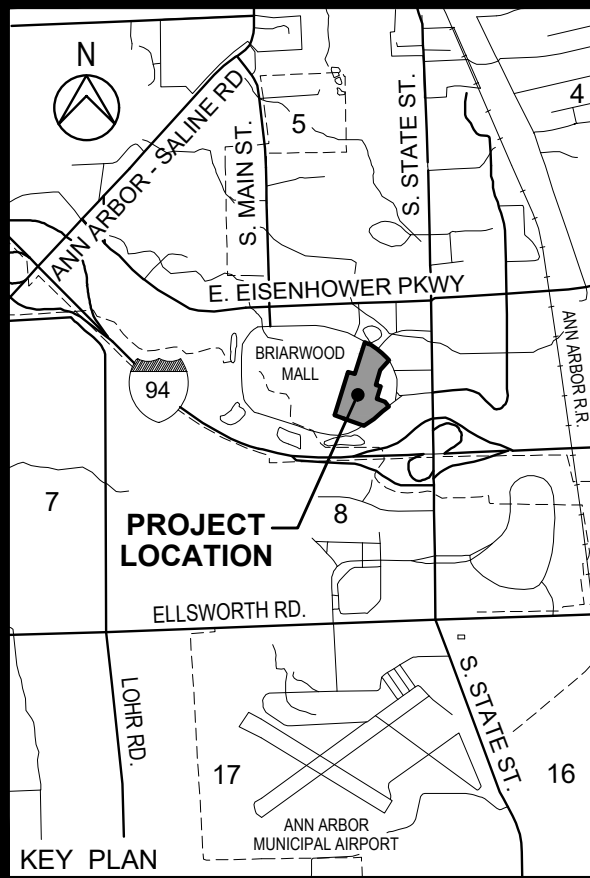 N
4
5
ANN ARBOR - SALINE RD
S. MAIN ST.
S. STATE ST.
E. EISENHOWER PKWY
BRIARWOOD
MALL
ANN ARBOR R.R.
94
7
8
PROJECT
LOCATION
ELLSWORTH RD.
LOHR RD.
S. STATE ST.
17
16
ANN ARBOR
MUNICIPAL AIRPORT
KEY PLAN